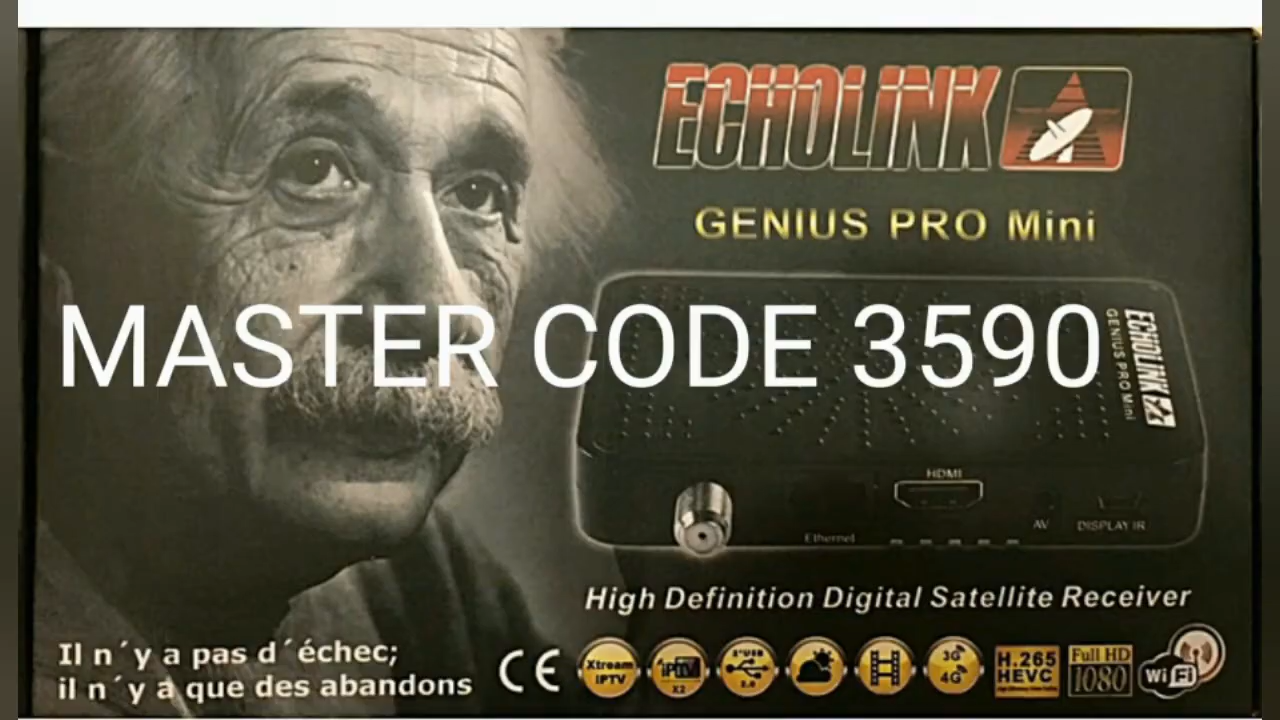 ECHOLINK
GENIUS PRO Mini
MASTER CODE 3590
ECHOLINK
GENIUS PRO Mini
HDMI
Ethernet
AV
DISPLAY IR
High Definition Digital Satellite Receiver
Il n´y a pas d´échec;
il n´y a que des abandons
CE
Xtream
IPTV
IPTV
X2
2*USB
2.0
3G
4G
H.265
HEVC
Full HD
1080
WiFi